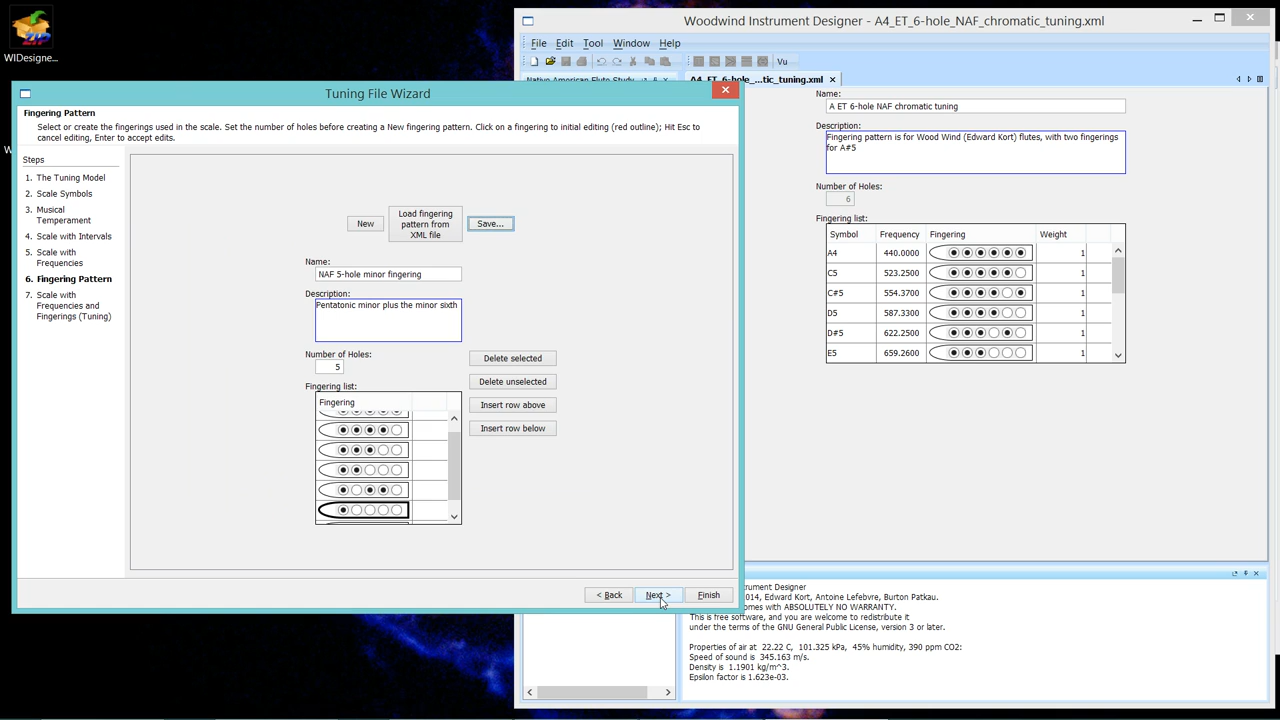 WIDesigne...
W
Woodwind Instrument Designer - A4_ET_6-hole_NAF_chromatic_tuning.xml
File Edit Tool Window Help
Vu
Native American Flute Study
A4_ET_6-hole_...tic_tuning.xml
Name:
A ET 6-hole NAF chromatic tuning
Description:
Fingering pattern is for Wood Wind (Edward Kort) flutes, with two fingerings
for A#5
Number of Holes:
6
Fingering list:
Symbol Frequency Fingering Weight
A4 440.0000 1
C5 523.2500 1
C#5 554.3700 1
D5 587.3300 1
D#5 622.2500 1
E5 659.2600 1
Tuning File Wizard
Fingering Pattern
Select or create the fingerings used in the scale. Set the number of holes before creating a New fingering pattern. Click on a fingering to initial editing (red outline); Hit Esc to
cancel editing, Enter to accept edits.
Steps
1. The Tuning Model
2. Scale Symbols
3. Musical
Temperament
4. Scale with Intervals
5. Scale with
Frequencies
6. Fingering Pattern
7. Scale with
Frequencies and
Fingerings (Tuning)
New
Load fingering
pattern from
XML file
Save...
Name:
NAF 5-hole minor fingering
Description:
Pentatonic minor plus the minor sixth
Number of Holes:
5
Fingering list:
Fingering
Delete selected
Delete unselected
Insert row above
Insert row below
< Back Next > Finish
trument Designer
014, Edward Kort, Antoine Lefebvre, Burton Patkau.
omes with ABSOLUTELY NO WARRANTY.
This is free software, and you are welcome to redistribute it
under the terms of the GNU General Public License, version 3 or later.
Properties of air at 22.22 C, 101.325 kPa, 45% humidity, 390 ppm CO2:
Speed of sound is 345.163 m/s.
Density is 1.1901 kg/m^3.
Epsilon factor is 1.623e-03.